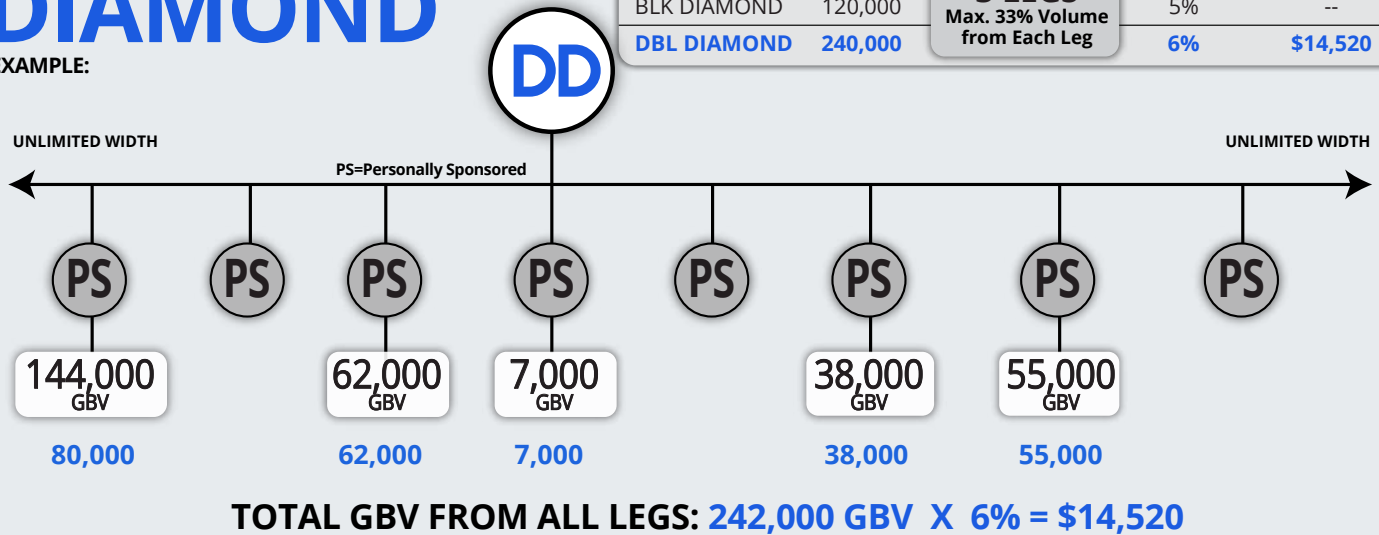 DIAMOND
BLK DIAMOND 120,000 5% --
Max. 33% Volume
from Each Leg
DBL DIAMOND 240,000 6% $14,520
EXAMPLE:
DD
UNLIMITED WIDTH
UNLIMITED WIDTH
PS=Personally Sponsored
PS PS PS PS PS PS PS PS
144,000 62,000 7,000 38,000 55,000
GBV GBV GBV GBV GBV
80,000 62,000 7,000 38,000 55,000
TOTAL GBV FROM ALL LEGS: 242,000 GBV X 6% = $14,520